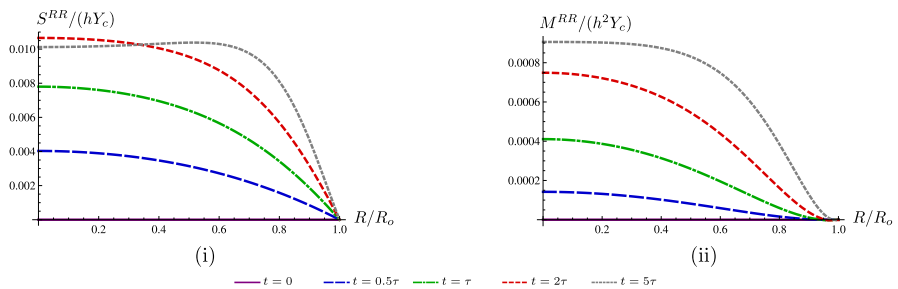 S^{RR}/(hY_c)
0.010
0.008
0.006
0.004
0.002
0.2 0.4 0.6 0.8 1.0 R/R_o
(i)
M^{RR}/(h^2Y_c)
0.0008
0.0006
0.0004
0.0002
0.2 0.4 0.6 0.8 1.0 R/R_o
(ii)
t = 0 t = 0.5τ t = τ t = 2τ t = 5τ